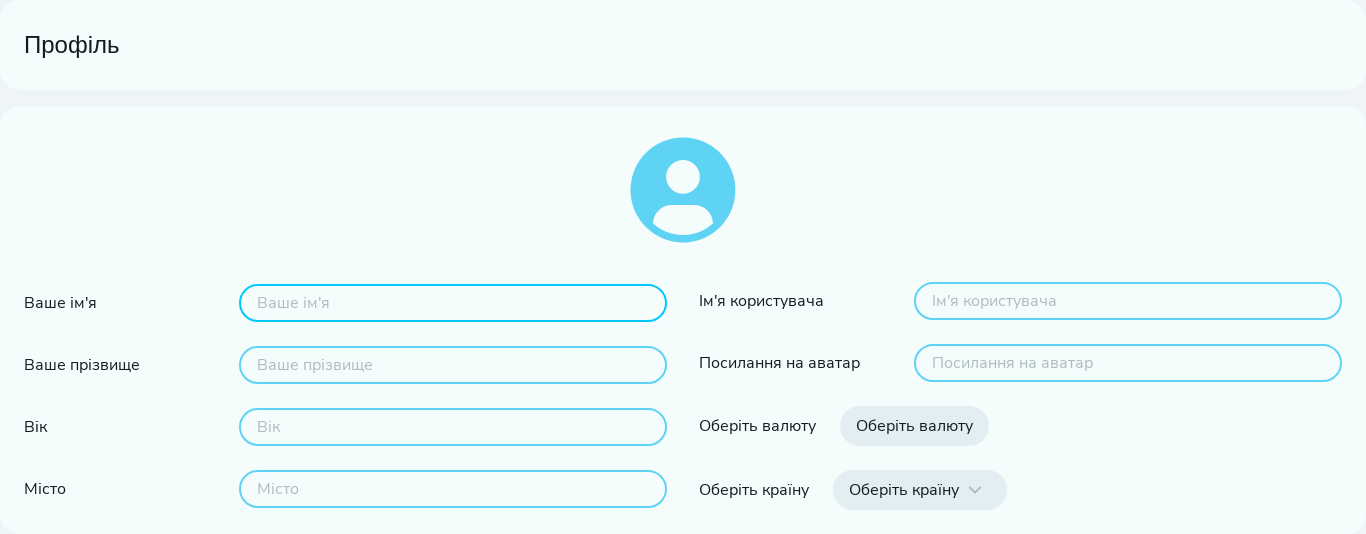 Профіль
Ваше ім'я
Ваше ім'я
Ваше прізвище
Ваше прізвище
Вік
Вік
Місто
Місто
Ім'я користувача
Ім'я користувача
Посилання на аватар
Посилання на аватар
Оберіть валюту
Оберіть валюту
Оберіть країну
Оберіть країну